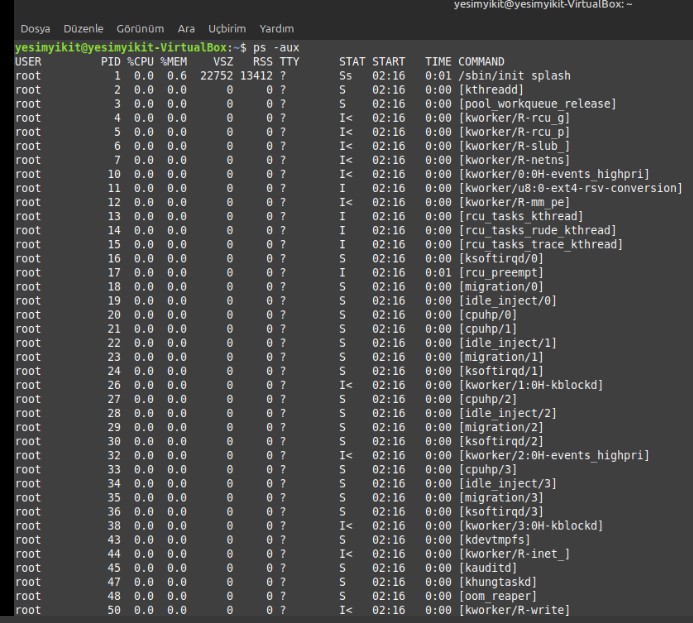 yesimyikit@yesimyikit-VirtualBox: ~
Dosya Düzenle Görünüm Ara Uçbirim Yardım
yesimyikit@yesimyikit-VirtualBox:~$ ps -aux
USER PID %CPU %MEM VSZ RSS TTY STAT START TIME COMMAND
root 1 0.0 0.6 22752 13412 ? Ss 02:16 0:01 /sbin/init splash
root 2 0.0 0.0 0 0 ? S 02:16 0:00 [kthreadd]
root 3 0.0 0.0 0 0 ? S 02:16 0:00 [pool_workqueue_release]
root 4 0.0 0.0 0 0 ? I< 02:16 0:00 [kworker/R-rcu_g]
root 5 0.0 0.0 0 0 ? I< 02:16 0:00 [kworker/R-rcu_p]
root 6 0.0 0.0 0 0 ? I< 02:16 0:00 [kworker/R-slub_]
root 7 0.0 0.0 0 0 ? I< 02:16 0:00 [kworker/R-netns]
root 10 0.0 0.0 0 0 ? I< 02:16 0:00 [kworker/0:0H-events_highpri]
root 11 0.0 0.0 0 0 ? I 02:16 0:00 [kworker/u8:0-ext4-rsv-conversion]
root 12 0.0 0.0 0 0 ? I< 02:16 0:00 [kworker/R-mm_pe]
root 13 0.0 0.0 0 0 ? I 02:16 0:00 [rcu_tasks_kthread]
root 14 0.0 0.0 0 0 ? I 02:16 0:00 [rcu_tasks_rude_kthread]
root 15 0.0 0.0 0 0 ? I 02:16 0:00 [rcu_tasks_trace_kthread]
root 16 0.0 0.0 0 0 ? S 02:16 0:00 [ksoftirqd/0]
root 17 0.0 0.0 0 0 ? I 02:16 0:01 [rcu_preempt]
root 18 0.0 0.0 0 0 ? S 02:16 0:00 [migration/0]
root 19 0.0 0.0 0 0 ? S 02:16 0:00 [idle_inject/0]
root 20 0.0 0.0 0 0 ? S 02:16 0:00 [cpuhp/0]
root 21 0.0 0.0 0 0 ? S 02:16 0:00 [cpuhp/1]
root 22 0.0 0.0 0 0 ? S 02:16 0:00 [idle_inject/1]
root 23 0.0 0.0 0 0 ? S 02:16 0:00 [migration/1]
root 24 0.0 0.0 0 0 ? S 02:16 0:00 [ksoftirqd/1]
root 26 0.0 0.0 0 0 ? I< 02:16 0:00 [kworker/1:0H-kblockd]
root 27 0.0 0.0 0 0 ? S 02:16 0:00 [cpuhp/2]
root 28 0.0 0.0 0 0 ? S 02:16 0:00 [idle_inject/2]
root 29 0.0 0.0 0 0 ? S 02:16 0:00 [migration/2]
root 30 0.0 0.0 0 0 ? S 02:16 0:00 [ksoftirqd/2]
root 32 0.0 0.0 0 0 ? I< 02:16 0:00 [kworker/2:0H-events_highpri]
root 33 0.0 0.0 0 0 ? S 02:16 0:00 [cpuhp/3]
root 34 0.0 0.0 0 0 ? S 02:16 0:00 [idle_inject/3]
root 35 0.0 0.0 0 0 ? S 02:16 0:00 [migration/3]
root 36 0.0 0.0 0 0 ? S 02:16 0:00 [ksoftirqd/3]
root 38 0.0 0.0 0 0 ? I< 02:16 0:00 [kworker/3:0H-kblockd]
root 43 0.0 0.0 0 0 ? S 02:16 0:00 [kdevtmpfs]
root 44 0.0 0.0 0 0 ? I< 02:16 0:00 [kworker/R-inet_]
root 45 0.0 0.0 0 0 ? S 02:16 0:00 [kauditd]
root 47 0.0 0.0 0 0 ? S 02:16 0:00 [khungtaskd]
root 48 0.0 0.0 0 0 ? S 02:16 0:00 [oom_reaper]
root 50 0.0 0.0 0 0 ? I< 02:16 0:00 [kworker/R-write]